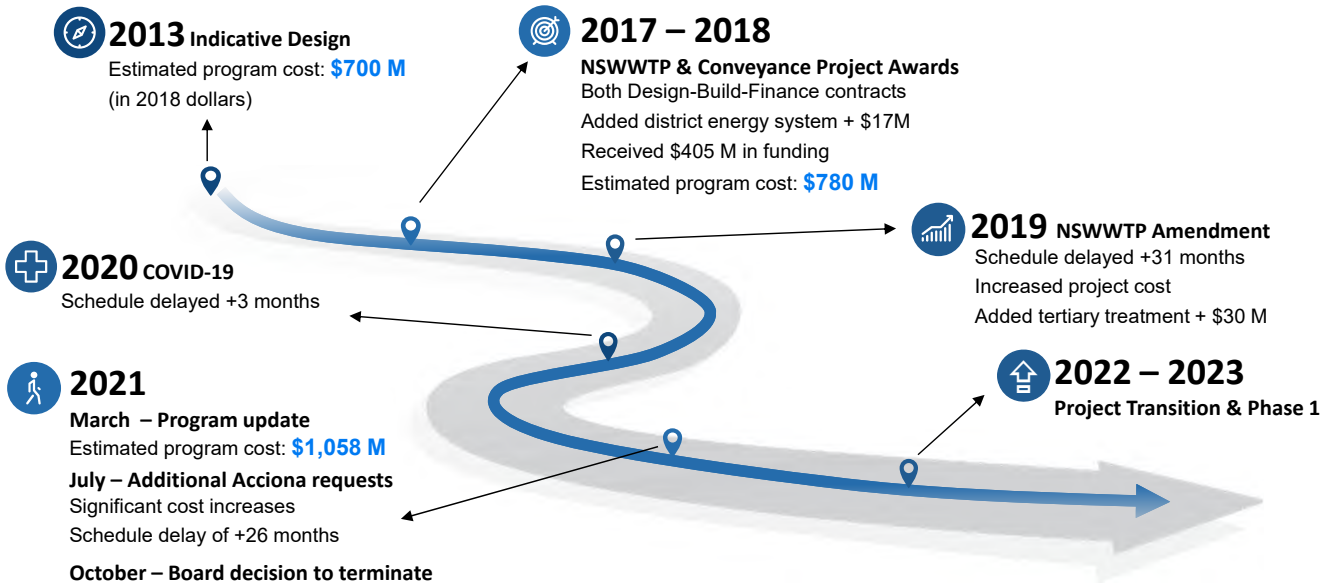 2013 Indicative Design
Estimated program cost: $700 M
(in 2018 dollars)
2017 – 2018
NSWWTP & Conveyance Project Awards
Both Design-Build-Finance contracts
Added district energy system + $17M
Received $405 M in funding
Estimated program cost: $780 M
2019 NSWWTP Amendment
Schedule delayed +31 months
Increased project cost
Added tertiary treatment + $30 M
2020 COVID-19
Schedule delayed +3 months
2021
March – Program update
Estimated program cost: $1,058 M
July – Additional Acciona requests
Significant cost increases
Schedule delay of +26 months
October – Board decision to terminate
2022 – 2023
Project Transition & Phase 1